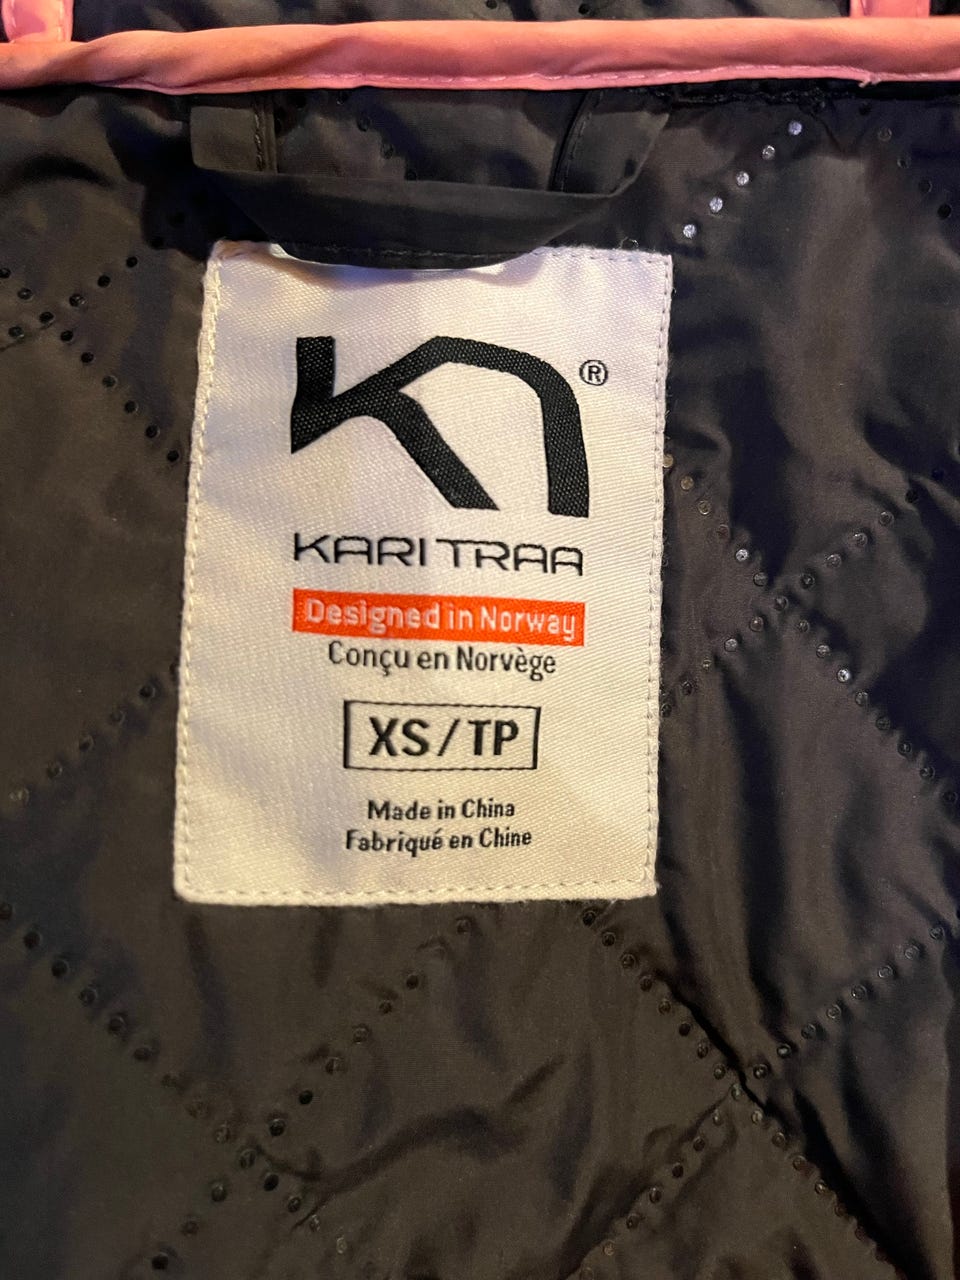 ®
KARI TRAA
Designed in Norway
Conçu en Norvège
XS/TP
Made in China
Fabriqué en Chine